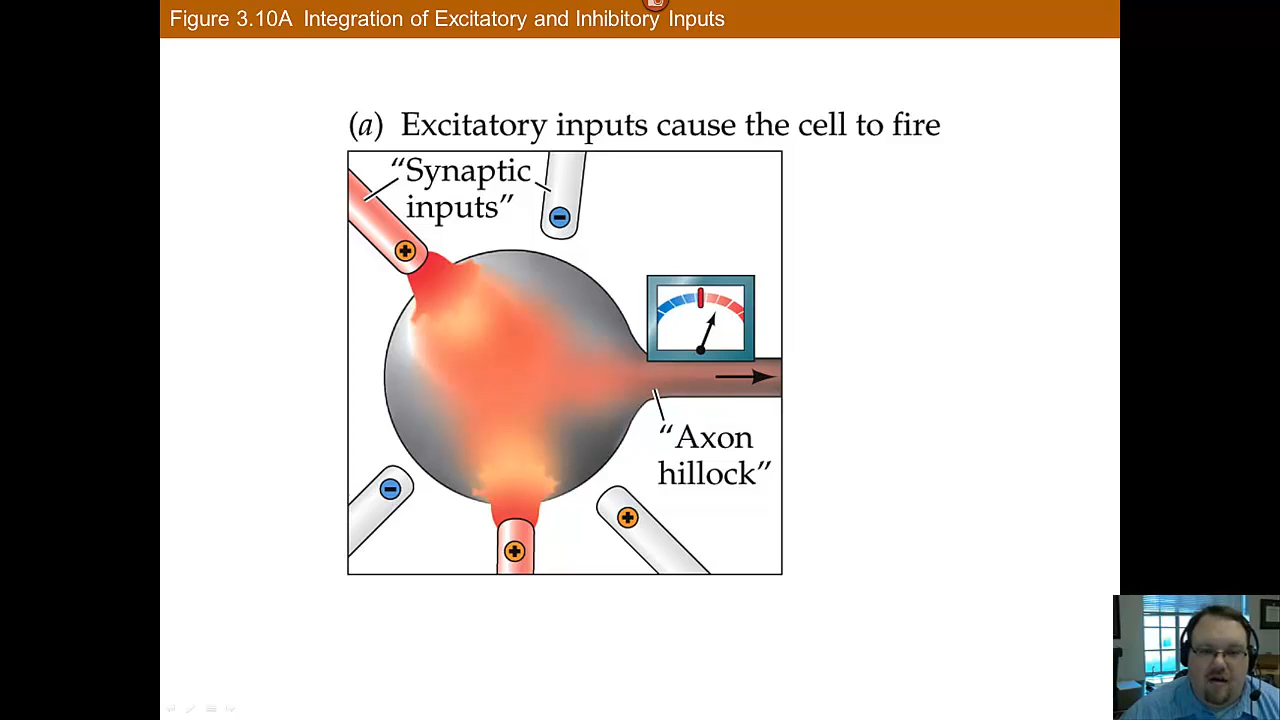 Figure 3.10A Integration of Excitatory and Inhibitory Inputs
(a) Excitatory inputs cause the cell to fire
“Synaptic
inputs”
“Axon
hillock”